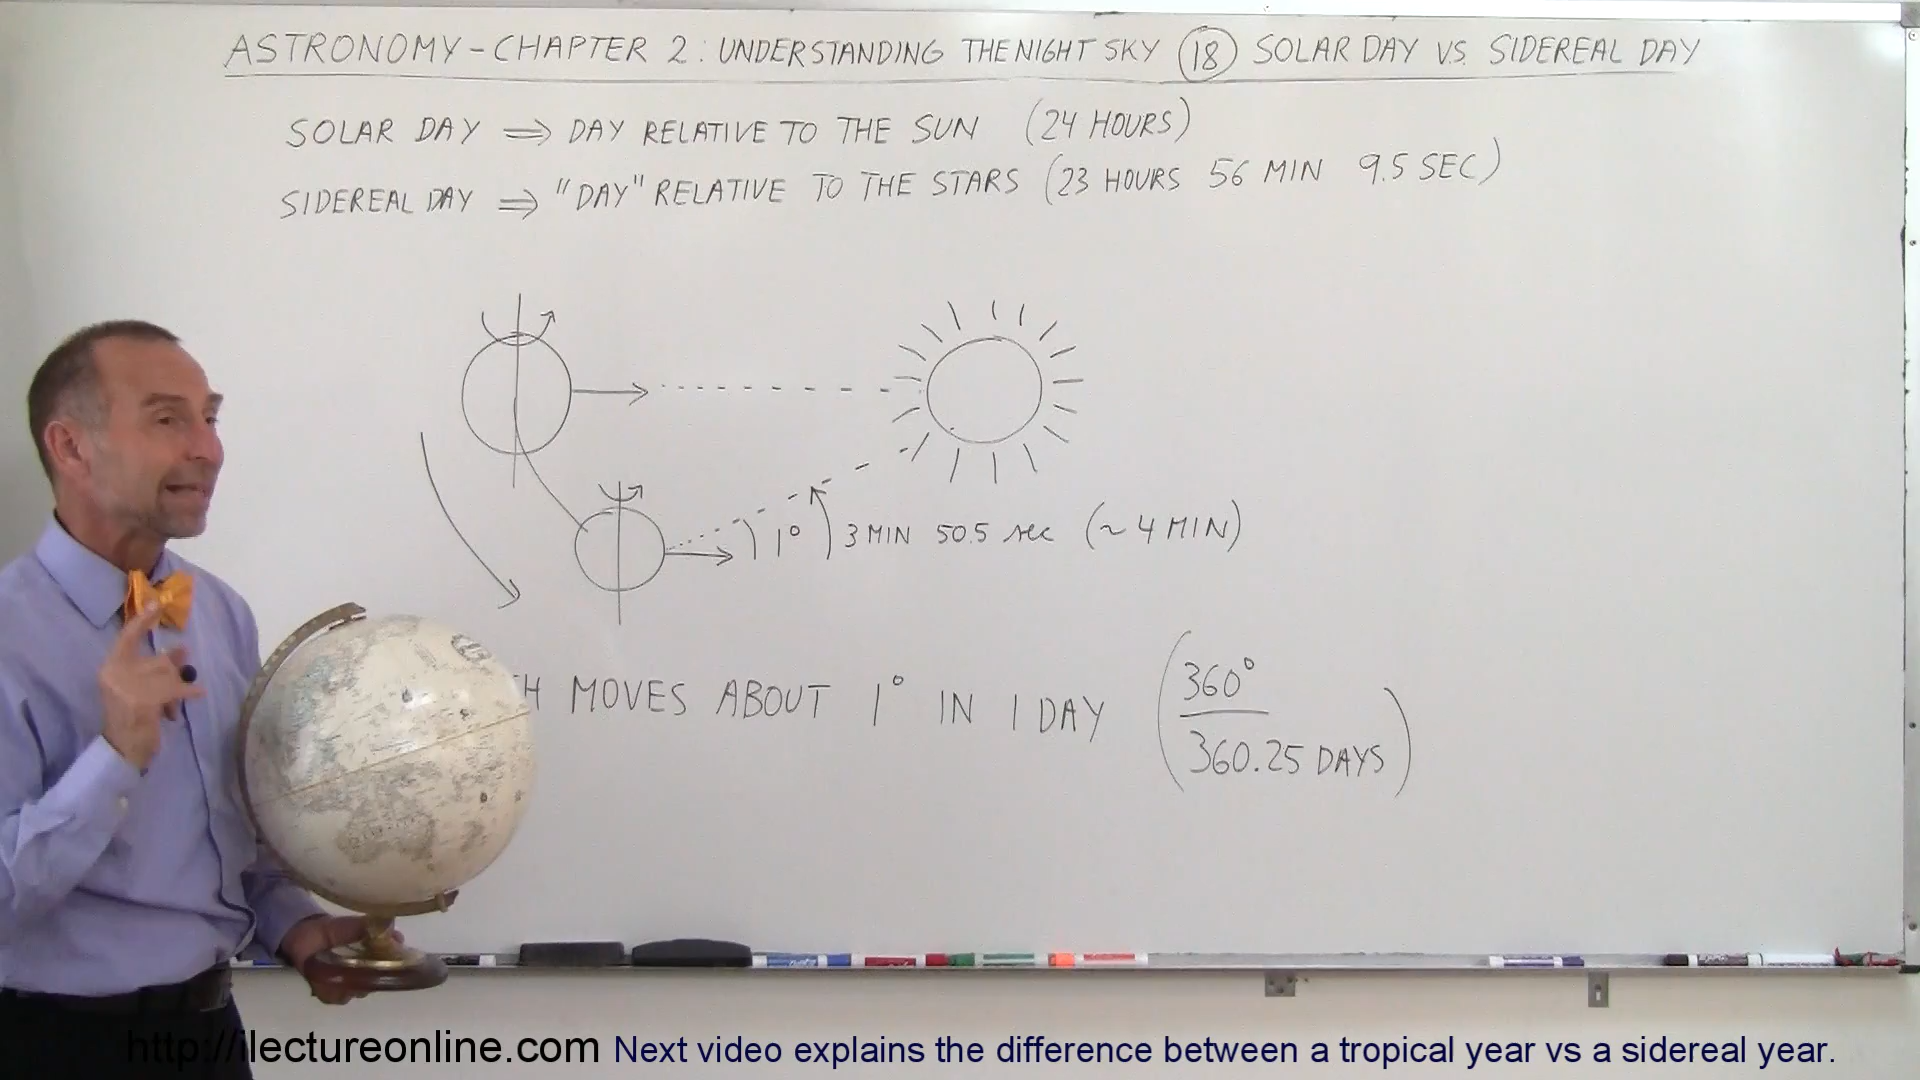 ASTRONOMY - CHAPTER 2: UNDERSTANDING THE NIGHT SKY 18 SOLAR DAY VS. SIDEREAL DAY
SOLAR DAY ⇒ DAY RELATIVE TO THE SUN (24 HOURS)
SIDEREAL DAY ⇒ "DAY" RELATIVE TO THE STARS (23 HOURS 56 MIN 9.5 SEC)
1° 3 MIN 50.5 sec (~ 4 MIN)
H MOVES ABOUT 1° IN 1 DAY (360°
360.25 DAYS)
http://ilectureonline.com Next video explains the difference between a tropical year vs a sidereal year.